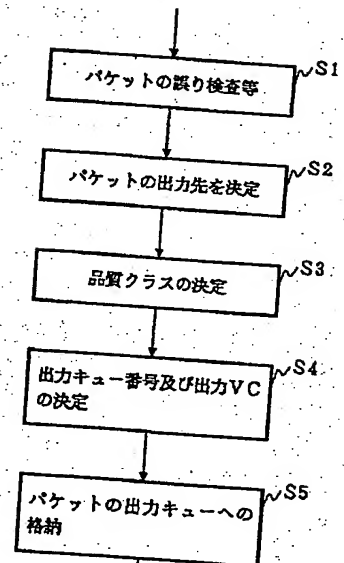 パケットの誤り検査等
S1
パケットの出力先を決定
S2
品質クラスの決定
S3
出力キュー番号及び出力VC
の決定
S4
パケットの出力キューへの
格納
S5